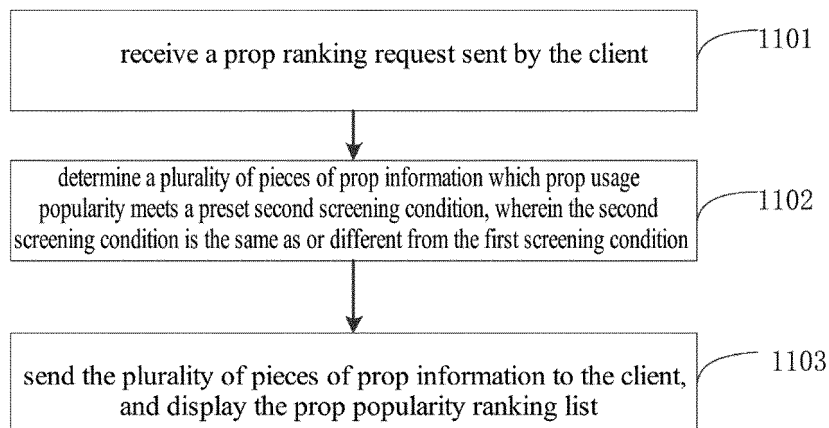 receive a prop ranking request sent by the client
1101
determine a plurality of pieces of prop information which prop usage
popularity meets a preset second screening condition, wherein the second
screening condition is the same as or different from the first screening condition
1102
send the plurality of pieces of prop information to the client,
and display the prop popularity ranking list
1103